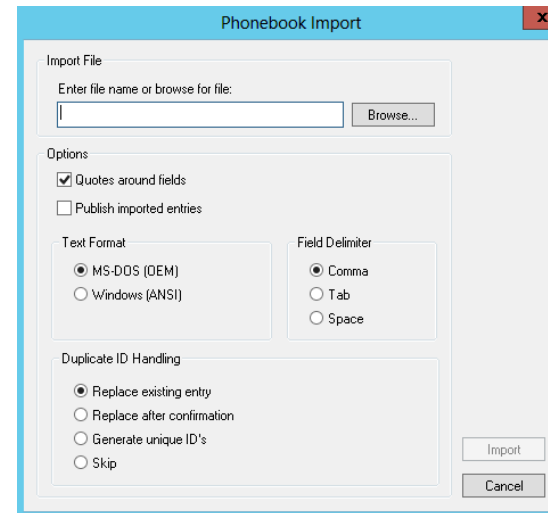 Phonebook Import
x
Import File
Enter file name or browse for file:
Browse...
Options
Quotes around fields
Publish imported entries
Text Format
MS-DOS (OEM)
Windows (ANSI)
Field Delimiter
Comma
Tab
Space
Duplicate ID Handling
Replace existing entry
Replace after confirmation
Generate unique ID's
Skip
Import
Cancel